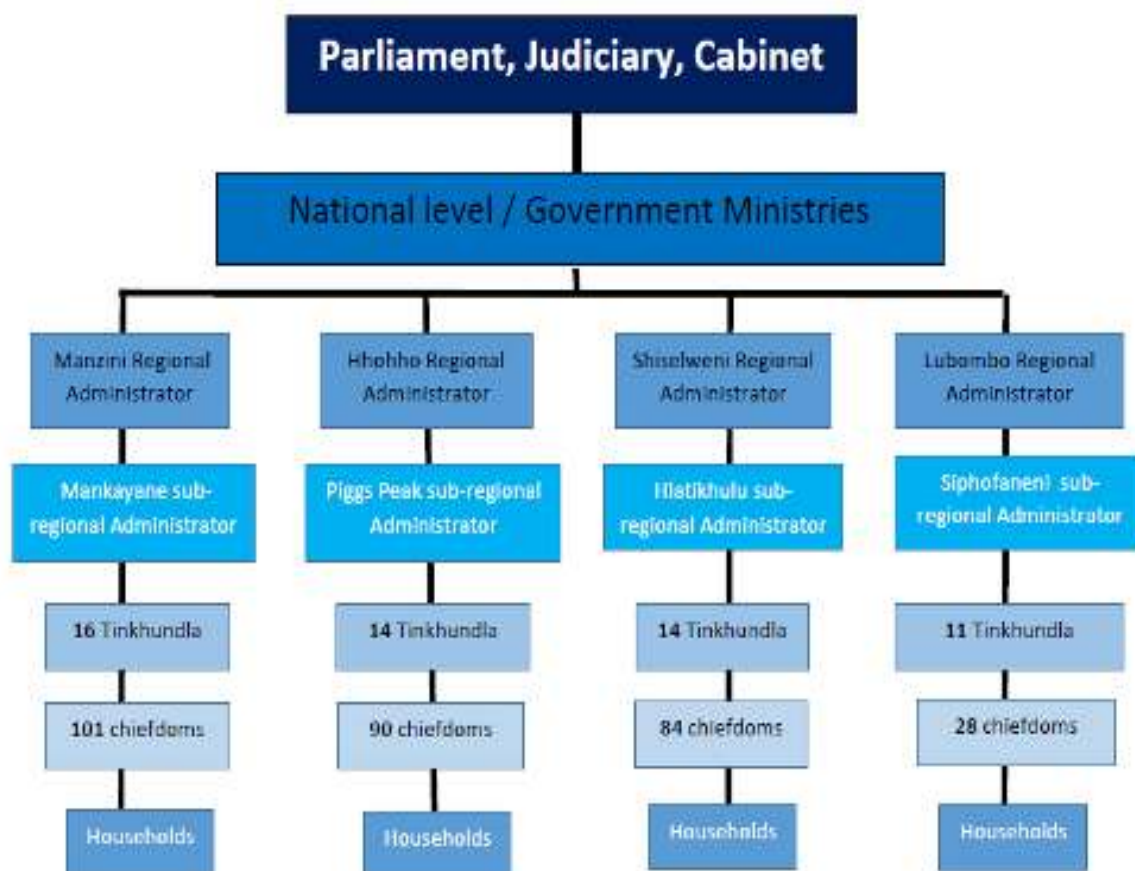 Parliament, Judiciary, Cabinet
National level / Government Ministries
Manzini Regional
Administrator
Hhohho Regional
Administrator
Shiselweni Regional
Administrator
Lubombo Regional
Administrator
Mankayane sub-
regional Administrator
Piggs Peak sub-regional
Administrator
Hlatikhulu sub-
regional Administrator
Siphofaneni sub-
regional Administrator
16 Tinkhundla
14 Tinkhundla
14 Tinkhundla
11 Tinkhundla
101 chiefdoms
90 chiefdoms
84 chiefdoms
28 chiefdoms
Households
Households
Households
Households